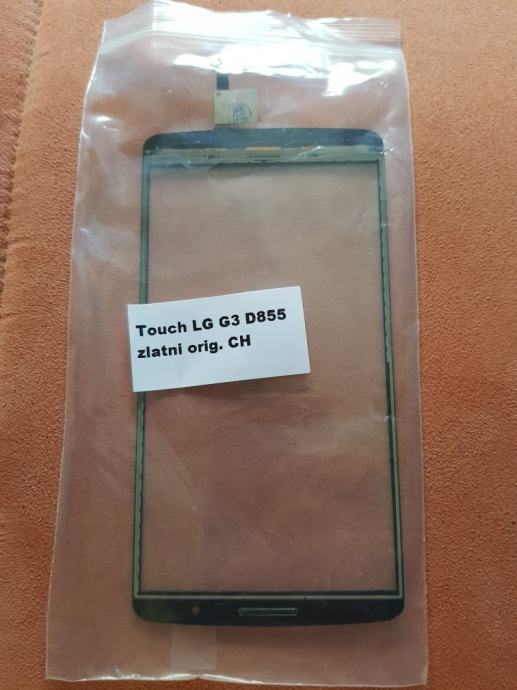 Touch LG G3 D855
zlatni orig. CH